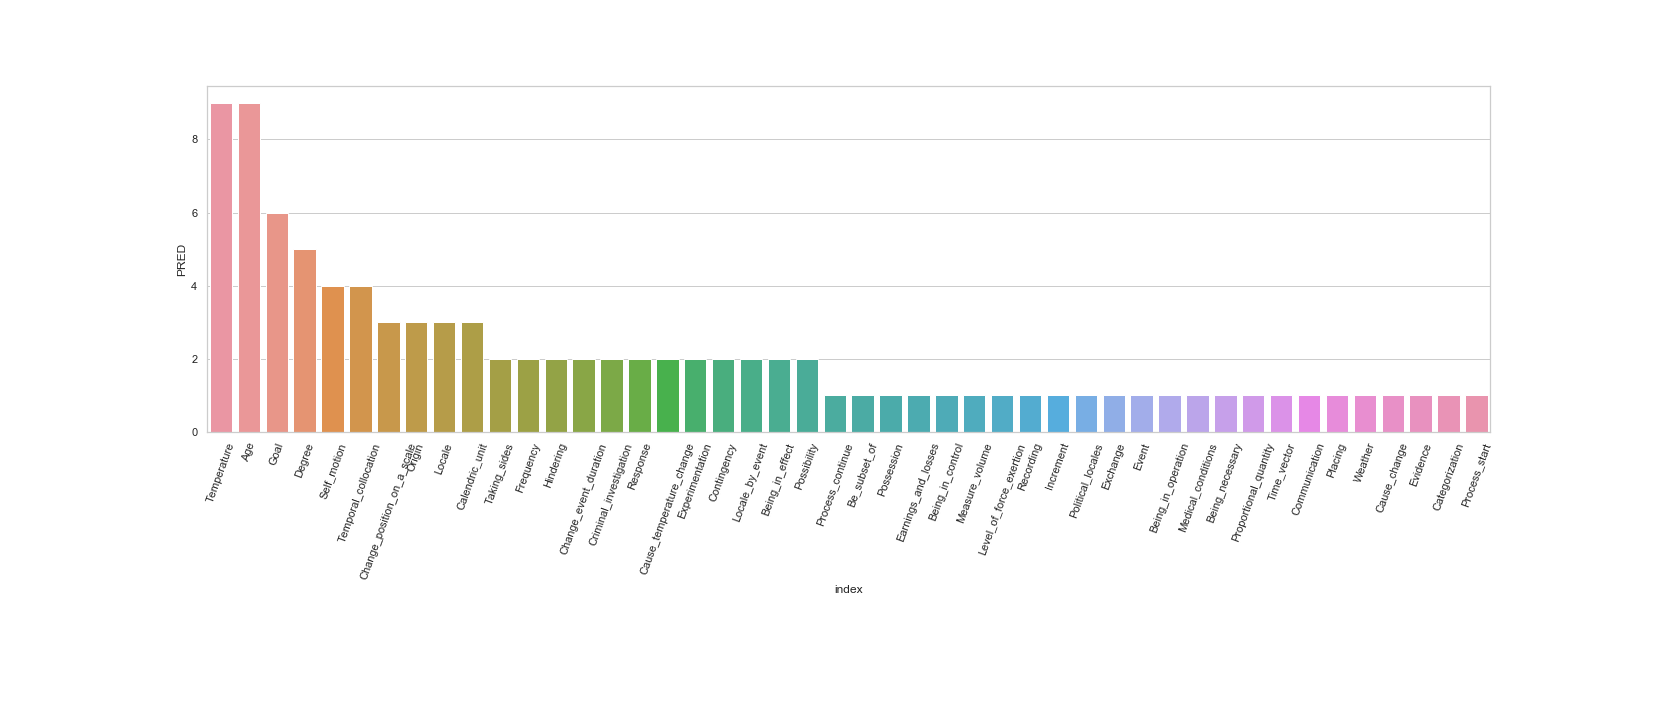 8
6
4
2
0
PRED
Temperature
Age
Goal
Degree
Self_motion
Temporal_collocation
Change_position_on_a_scale
Origin
Locale
Calendric_unit
Taking_sides
Frequency
Hindering
Change_event_duration
Criminal_investigation
Response
Cause_temperature_change
Experimentation
Contingency
Locale_by_event
Being_in_effect
Possibility
Process_continue
Be_subset_of
Possession
Earnings_and_losses
Being_in_control
Measure_volume
Level_of_force_exertion
Recording
Increment
Political_locales
Exchange
Event
Being_in_operation
Medical_conditions
Being_necessary
Proportional_quantity
Time_vector
Communication
Placing
Weather
Cause_change
Evidence
Categorization
Process_start
index